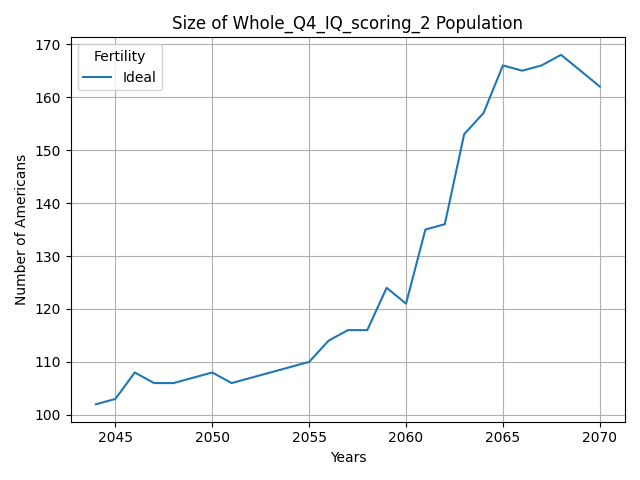 Size of Whole_Q4_IQ_scoring_2 Population
Fertility
Ideal
170
160
150
140
130
120
110
100
Number of Americans
2045 2050 2055 2060 2065 2070
Years